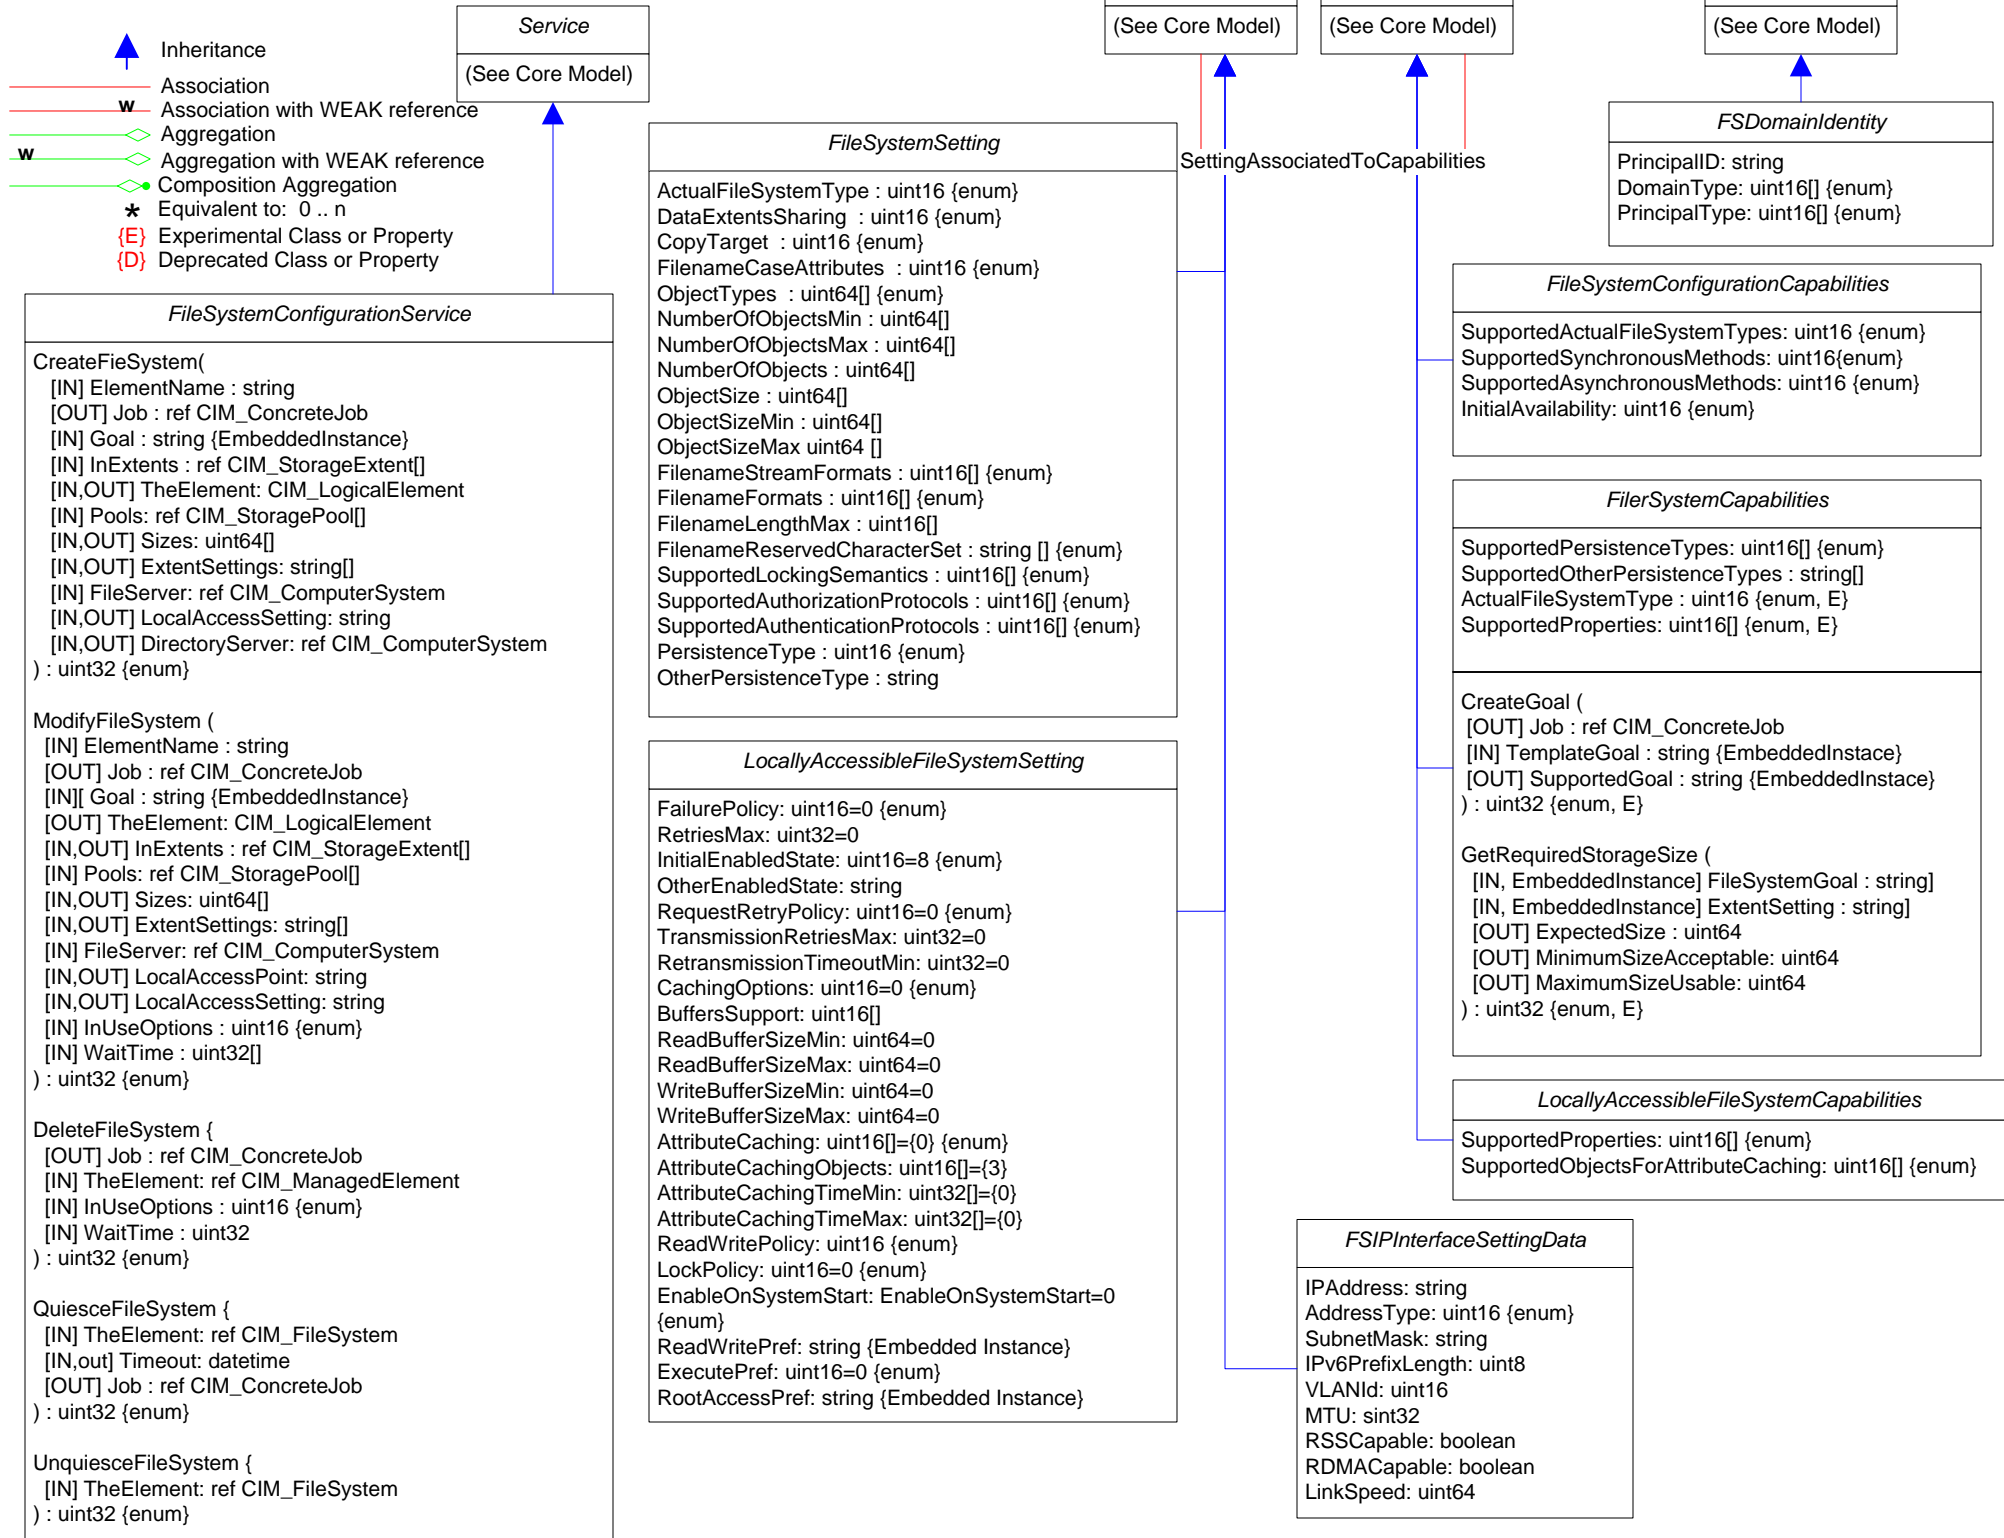 Inheritance
Association
w
Association with WEAK reference
Aggregation
w
Aggregation with WEAK reference
Composition Aggregation
* Equivalent to: 0 .. n
{E} Experimental Class or Property
{D} Deprecated Class or Property
Service
(See Core Model)
(See Core Model)
(See Core Model)
(See Core Model)
SettingAssociatedToCapabilities
FileSystemConfigurationService
CreateFieSystem(
[IN] ElementName : string
[OUT] Job : ref CIM_ConcreteJob
[IN] Goal : string {EmbeddedInstance}
[IN] InExtents : ref CIM_StorageExtent[]
[IN,OUT] TheElement: CIM_LogicalElement
[IN] Pools: ref CIM_StoragePool[]
[IN,OUT] Sizes: uint64[]
[IN,OUT] ExtentSettings: string[]
[IN] FileServer: ref CIM_ComputerSystem
[IN,OUT] LocalAccessSetting: string
[IN,OUT] DirectoryServer: ref CIM_ComputerSystem
) : uint32 {enum}
ModifyFileSystem (
[IN] ElementName : string
[OUT] Job : ref CIM_ConcreteJob
[IN][ Goal : string {EmbeddedInstance}
[OUT] TheElement: CIM_LogicalElement
[IN,OUT] InExtents : ref CIM_StorageExtent[]
[IN] Pools: ref CIM_StoragePool[]
[IN,OUT] Sizes: uint64[]
[IN,OUT] ExtentSettings: string[]
[IN] FileServer: ref CIM_ComputerSystem
[IN,OUT] LocalAccessPoint: string
[IN,OUT] LocalAccessSetting: string
[IN] InUseOptions : uint16 {enum}
[IN] WaitTime : uint32[]
) : uint32 {enum}
DeleteFileSystem {
[OUT] Job : ref CIM_ConcreteJob
[IN] TheElement: ref CIM_ManagedElement
[IN] InUseOptions : uint16 {enum}
[IN] WaitTime : uint32
) : uint32 {enum}
QuiesceFileSystem {
[IN] TheElement: ref CIM_FileSystem
[IN,out] Timeout: datetime
[OUT] Job : ref CIM_ConcreteJob
) : uint32 {enum}
UnquiesceFileSystem {
[IN] TheElement: ref CIM_FileSystem
) : uint32 {enum}
FileSystemSetting
ActualFileSystemType : uint16 {enum}
DataExtentsSharing : uint16 {enum}
CopyTarget : uint16 {enum}
FilenameCaseAttributes : uint16 {enum}
ObjectTypes : uint64[] {enum}
NumberOfObjectsMin : uint64[]
NumberOfObjectsMax : uint64[]
NumberOfObjects : uint64[]
ObjectSize : uint64[]
ObjectSizeMin : uint64[]
ObjectSizeMax uint64 []
FilenameStreamFormats : uint16[] {enum}
FilenameFormats : uint16[] {enum}
FilenameLengthMax : uint16[]
FilenameReservedCharacterSet : string [] {enum}
SupportedLockingSemantics : uint16[] {enum}
SupportedAuthorizationProtocols : uint16[] {enum}
SupportedAuthenticationProtocols : uint16[] {enum}
PersistenceType : uint16 {enum}
OtherPersistenceType : string
LocallyAccessibleFileSystemSetting
FailurePolicy: uint16=0 {enum}
RetriesMax: uint32=0
InitialEnabledState: uint16=8 {enum}
OtherEnabledState: string
RequestRetryPolicy: uint16=0 {enum}
TransmissionRetriesMax: uint32=0
RetransmissionTimeoutMin: uint32=0
CachingOptions: uint16=0 {enum}
BuffersSupport: uint16[]
ReadBufferSizeMin: uint64=0
ReadBufferSizeMax: uint64=0
WriteBufferSizeMin: uint64=0
WriteBufferSizeMax: uint64=0
AttributeCaching: uint16[]={0} {enum}
AttributeCachingObjects: uint16[]={3}
AttributeCachingTimeMin: uint32[]={0}
AttributeCachingTimeMax: uint32[]={0}
ReadWritePolicy: uint16 {enum}
LockPolicy: uint16=0 {enum}
EnableOnSystemStart: EnableOnSystemStart=0
{enum}
ReadWritePref: string {Embedded Instance}
ExecutePref: uint16=0 {enum}
RootAccessPref: string {Embedded Instance}
FSDomainIdentity
PrincipalID: string
DomainType: uint16[] {enum}
PrincipalType: uint16[] {enum}
FileSystemConfigurationCapabilities
SupportedActualFileSystemTypes: uint16 {enum}
SupportedSynchronousMethods: uint16{enum}
SupportedAsynchronousMethods: uint16 {enum}
InitialAvailability: uint16 {enum}
FilerSystemCapabilities
SupportedPersistenceTypes: uint16[] {enum}
SupportedOtherPersistenceTypes : string[]
ActualFileSystemType : uint16 {enum, E}
SupportedProperties: uint16[] {enum, E}
CreateGoal (
[OUT] Job : ref CIM_ConcreteJob
[IN] TemplateGoal : string {EmbeddedInstace}
[OUT] SupportedGoal : string {EmbeddedInstace}
) : uint32 {enum, E}
GetRequiredStorageSize (
[IN, EmbeddedInstance] FileSystemGoal : string]
[IN, EmbeddedInstance] ExtentSetting : string]
[OUT] ExpectedSize : uint64
[OUT] MinimumSizeAcceptable: uint64
[OUT] MaximumSizeUsable: uint64
) : uint32 {enum, E}
LocallyAccessibleFileSystemCapabilities
SupportedProperties: uint16[] {enum}
SupportedObjectsForAttributeCaching: uint16[] {enum}
FSIPInterfaceSettingData
IPAddress: string
AddressType: uint16 {enum}
SubnetMask: string
IPv6PrefixLength: uint8
VLANId: uint16
MTU: sint32
RSSCapable: boolean
RDMACapable: boolean
LinkSpeed: uint64